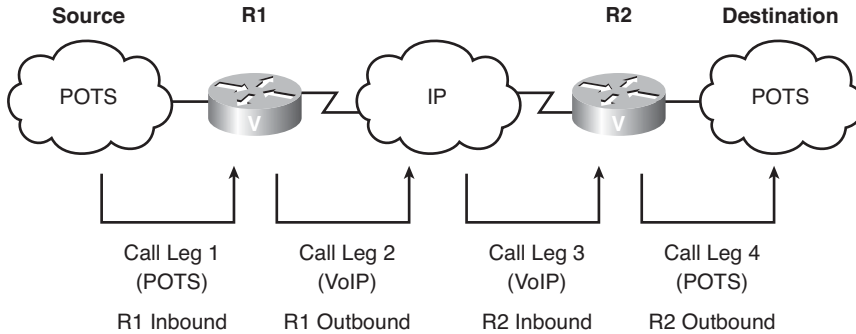 Source R1 R2 Destination
POTS IP POTS
V V
Call Leg 1 Call Leg 2 Call Leg 3 Call Leg 4
(POTS) (VoIP) (VoIP) (POTS)
R1 Inbound R1 Outbound R2 Inbound R2 Outbound